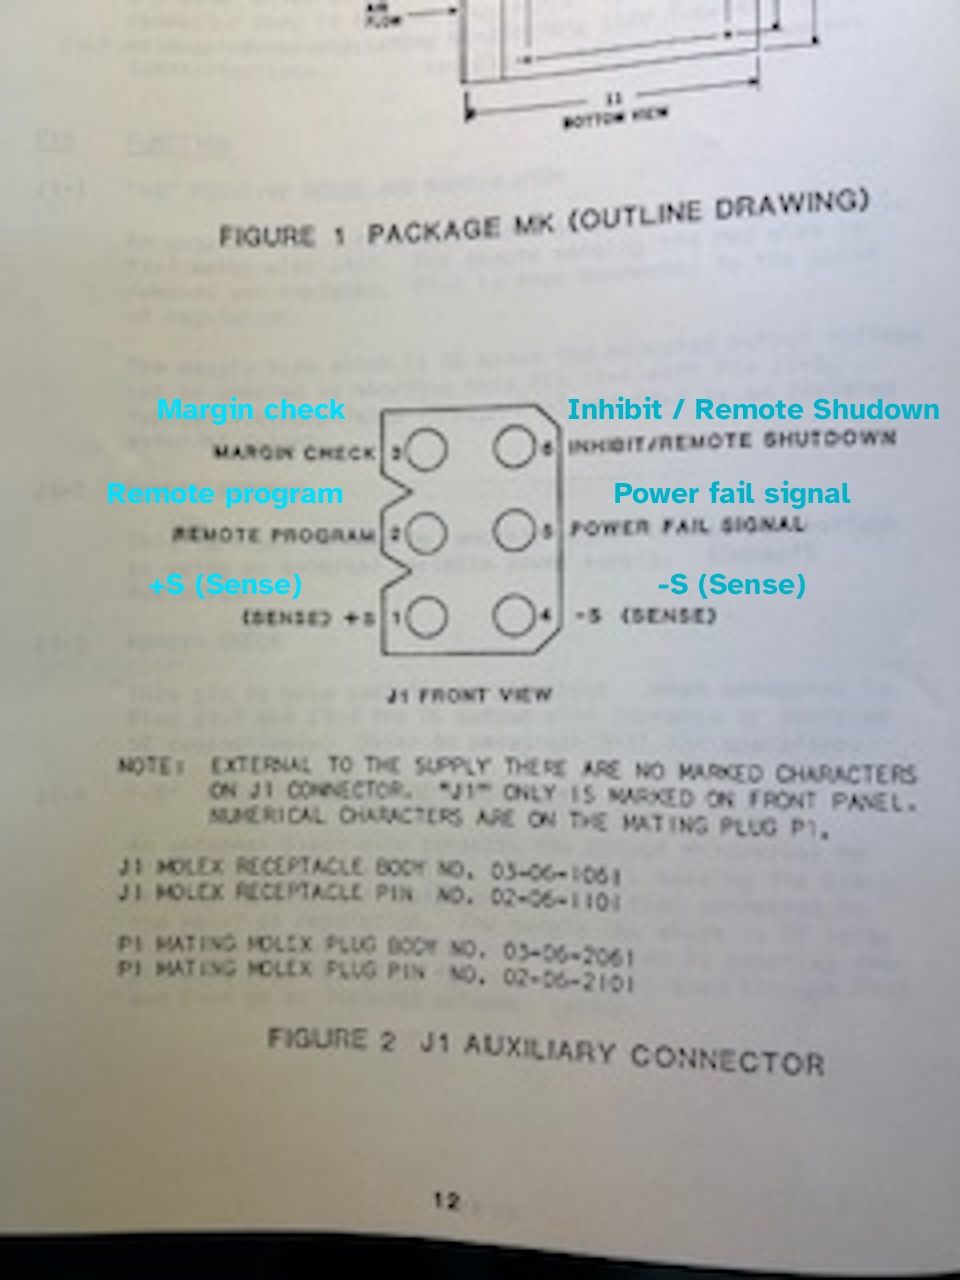 AIR
FLOW
11
BOTTOM VIEW
FIGURE 1 PACKAGE MK (OUTLINE DRAWING)
Margin check
Inhibit / Remote Shudown
MARGIN CHECK 3
6 INHIBIT/REMOTE SHUTDOWN
Remote program
Power fail signal
REMOTE PROGRAM 2
5 POWER FAIL SIGNAL
+S (Sense)
-S (Sense)
(SENSE) +S 1
4 -S (SENSE)
J1 FRONT VIEW
NOTE: EXTERNAL TO THE SUPPLY THERE ARE NO MARKED CHARACTERS
ON J1 CONNECTOR. "J1" ONLY IS MARKED ON FRONT PANEL.
NUMERICAL CHARACTERS ARE ON THE MATING PLUG P1.
J1 MOLEX RECEPTACLE BODY NO. 03-06-1061
J1 MOLEX RECEPTACLE PIN NO. 02-06-1101
P1 MATING MOLEX PLUG BODY NO. 03-06-2061
P1 MATING MOLEX PLUG PIN NO. 02-06-2101
FIGURE 2 J1 AUXILIARY CONNECTOR
12